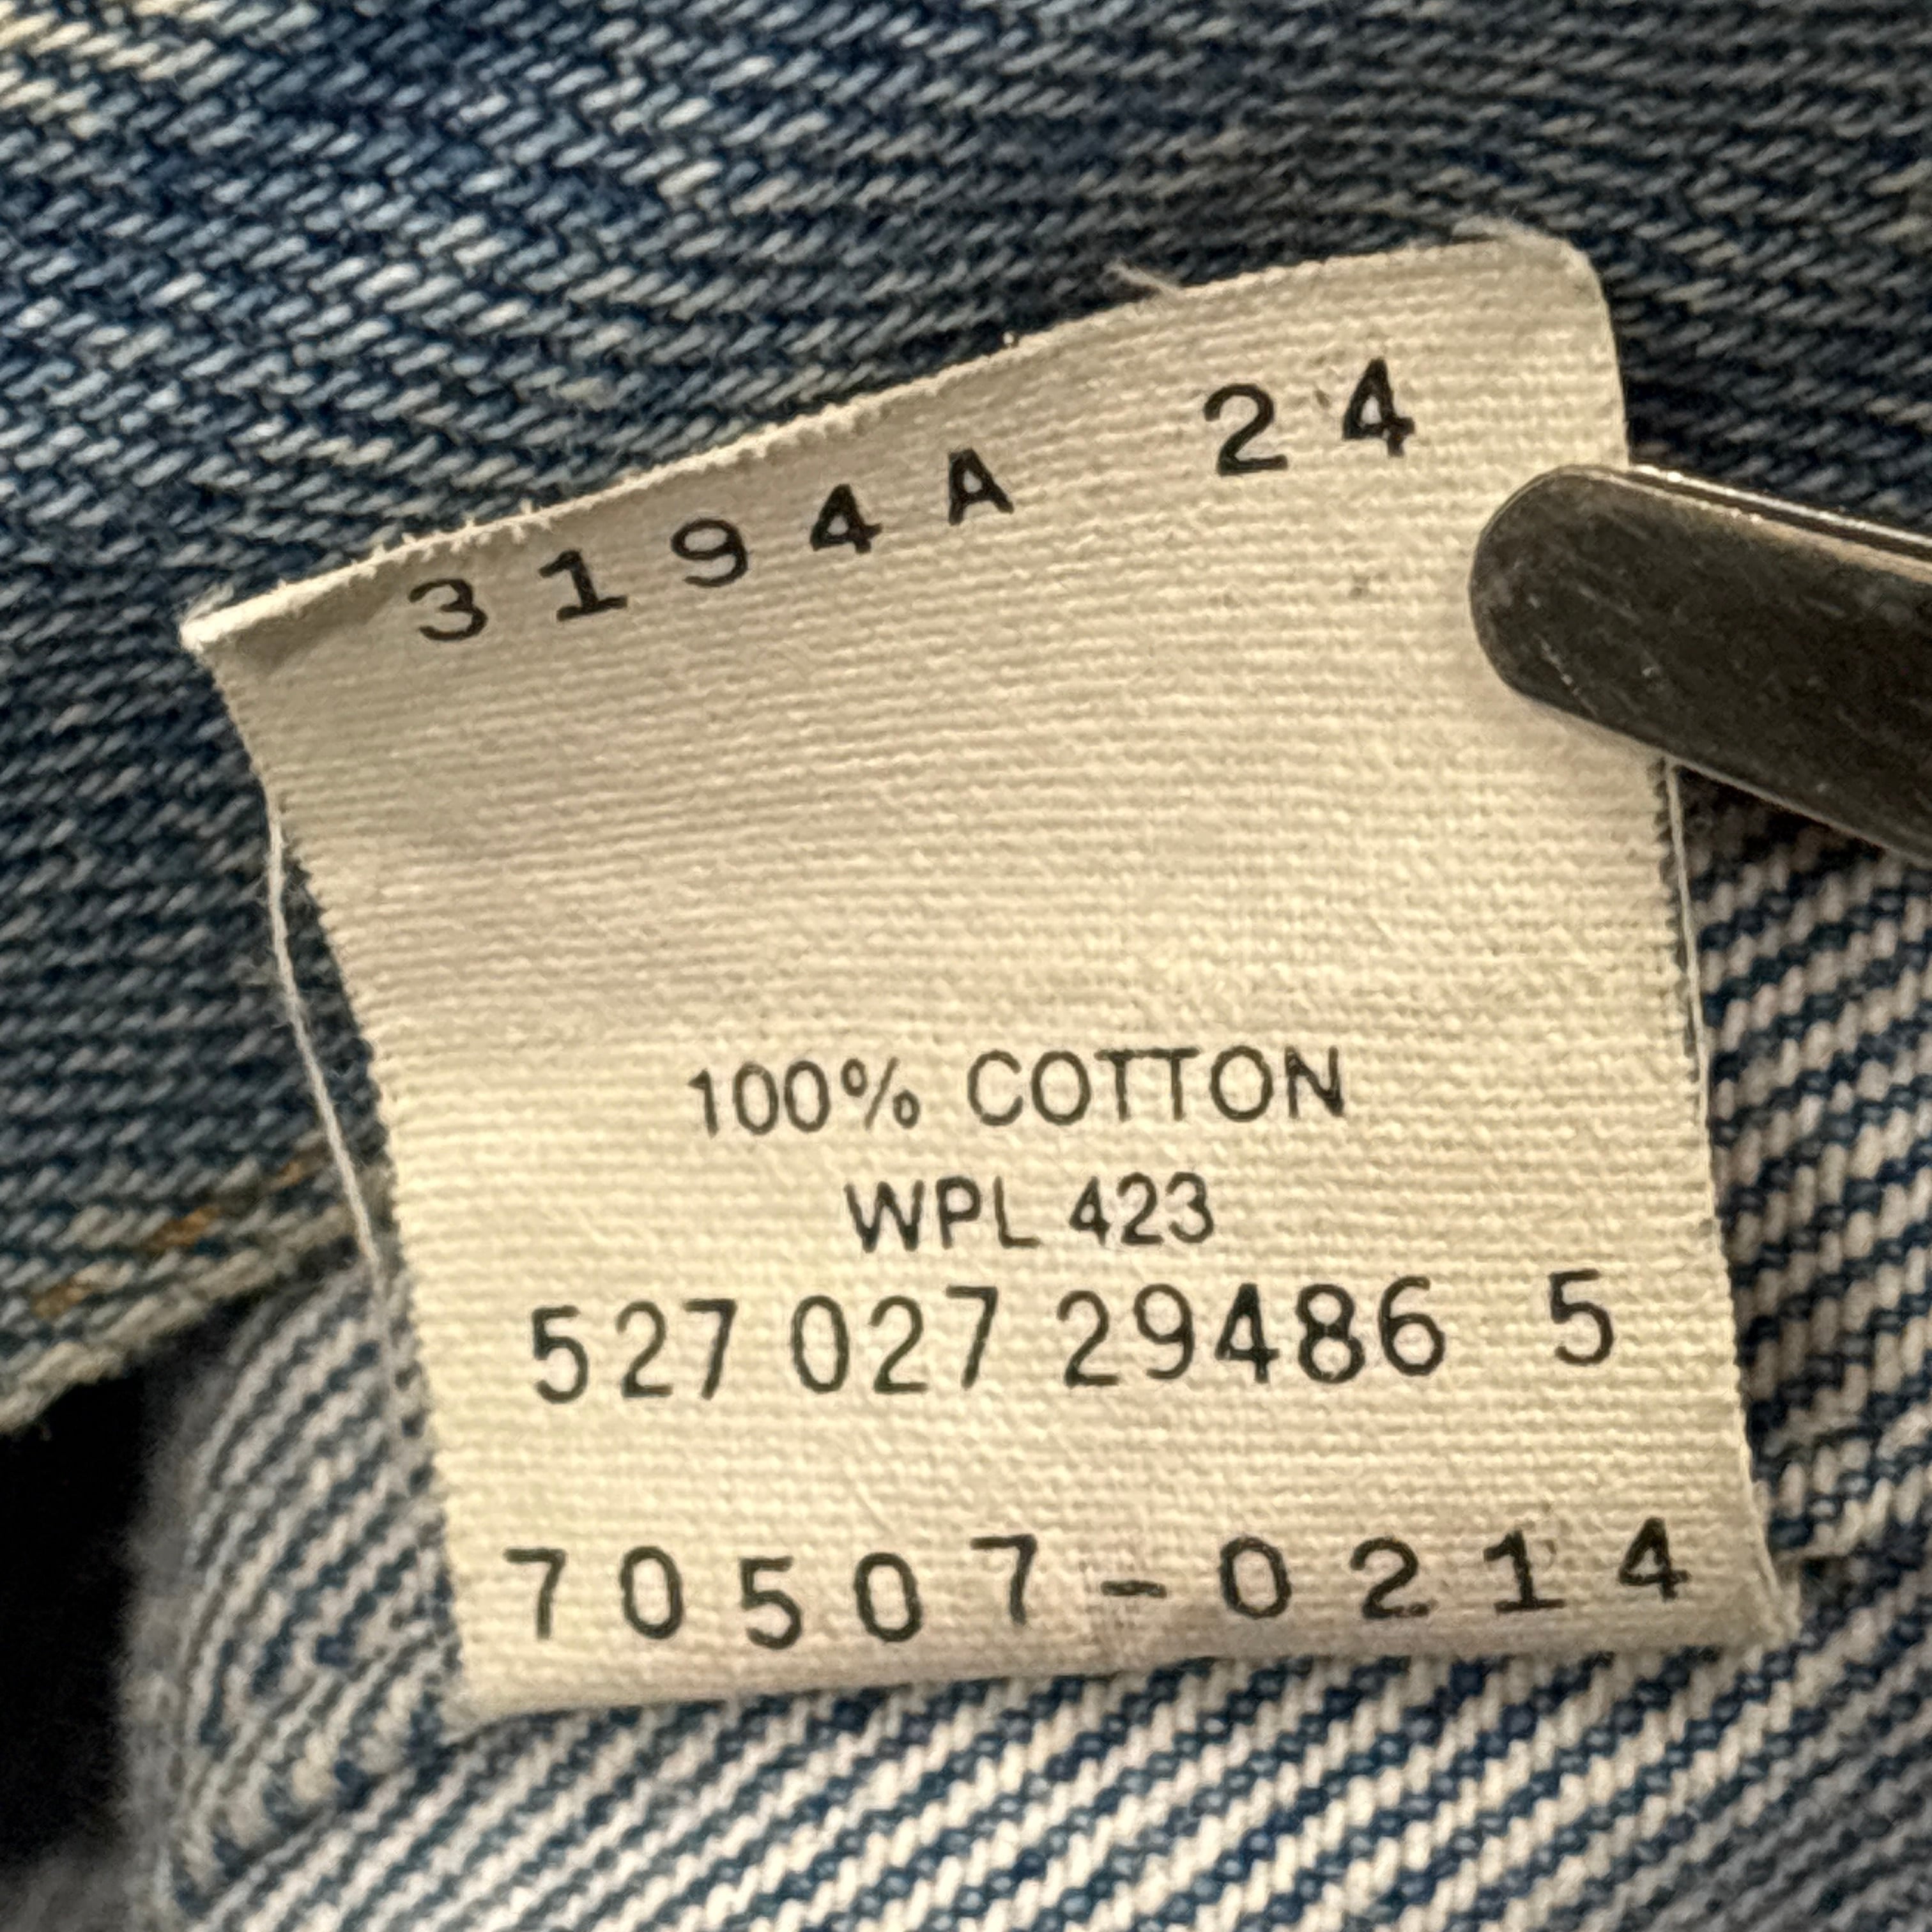 3194A 24
100% COTTON
WPL 423
527 027 29486 5
70507-0214